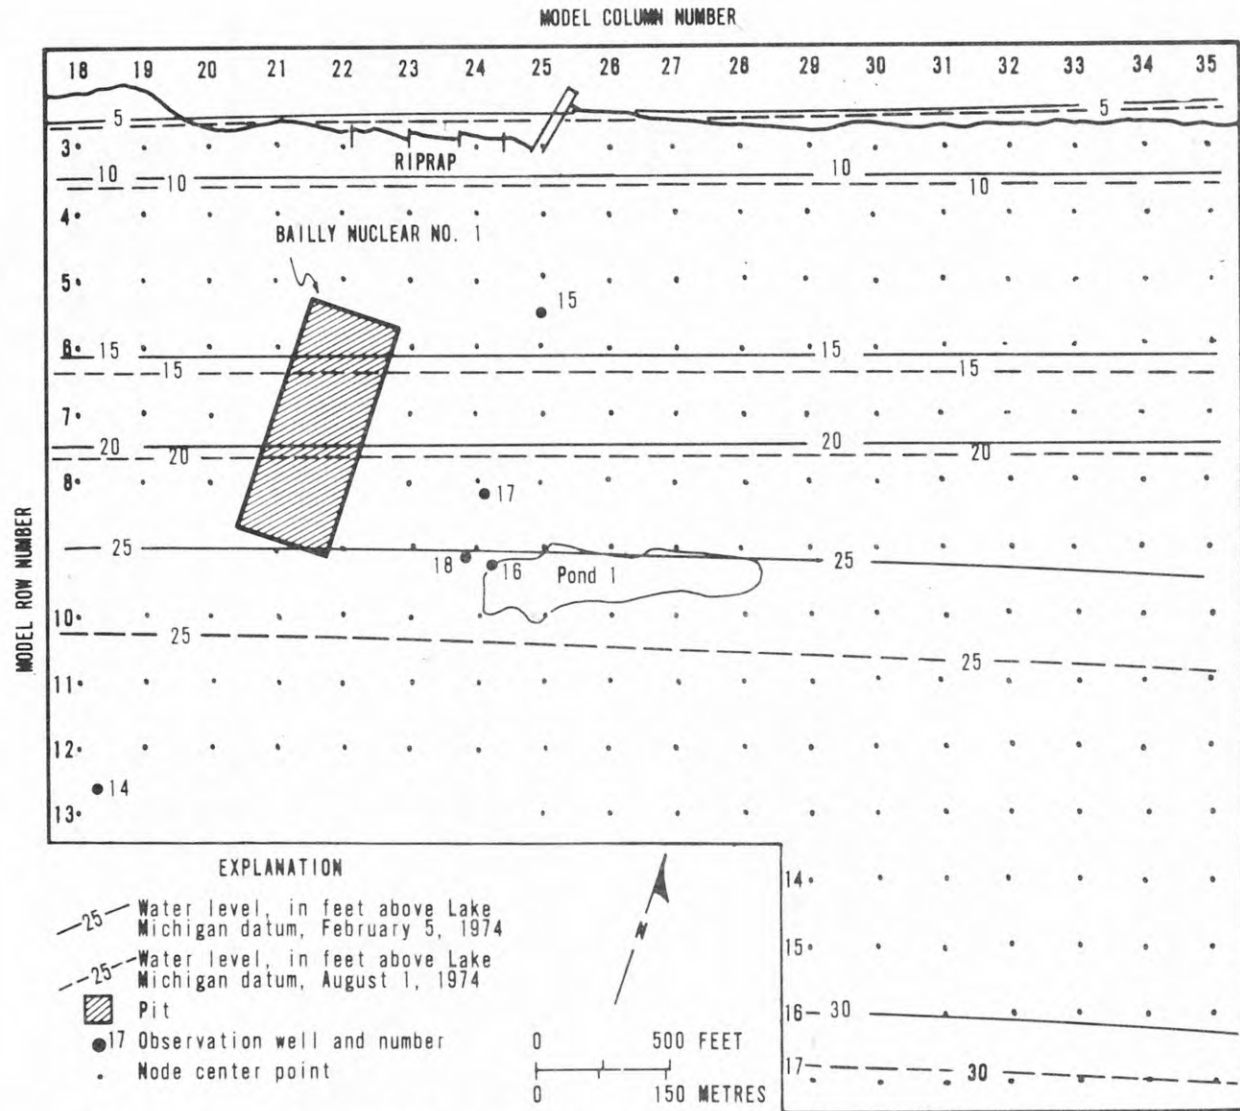 MODEL COLUMN NUMBER
18 19 20 21 22 23 24 25 26 27 28 29 30 31 32 33 34 35
5 5
3
RIPRAP
10 10 10 10
4
BAILLY NUCLEAR NO. 1
5
15
6 15 15
15 15
7
20 20
20 20
8
17
MODEL ROW NUMBER
25 25
18 16 Pond 1
10
25 25
11
12
14
13
EXPLANATION
25 Water level, in feet above Lake
Michigan datum, February 5, 1974
25 Water level, in feet above Lake
Michigan datum, August 1, 1974
Pit
17 Observation well and number
Node center point
N
0 500 FEET
0 150 METRES
14
15
16 30
17 30